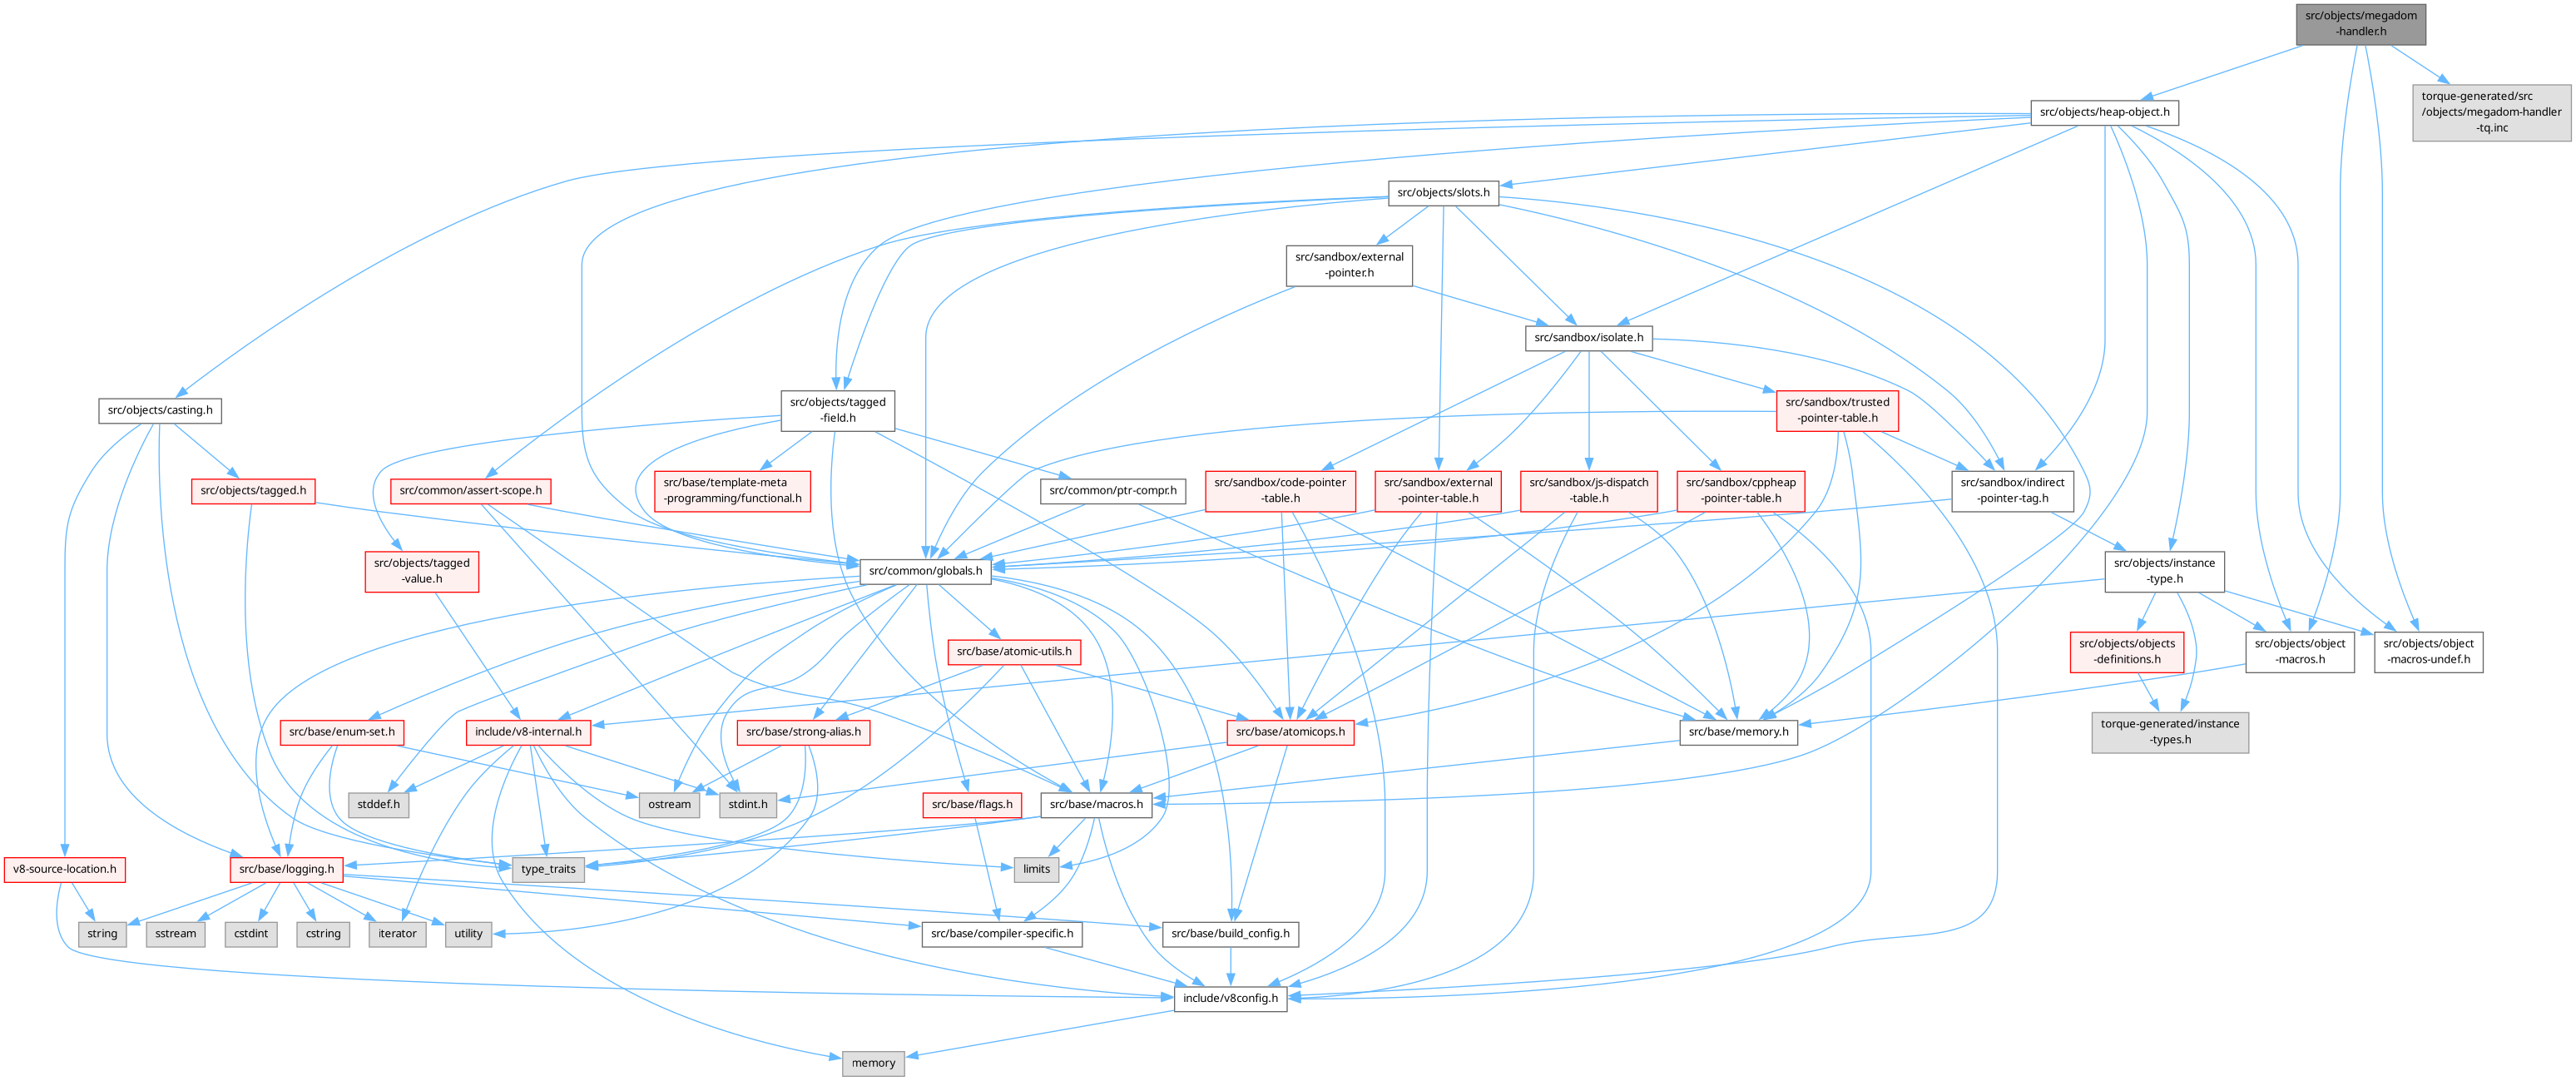 src/objects/megadom
-handler.h
torque-generated/src
/objects/megadom-handler
-tq.inc
src/objects/heap-object.h
src/objects/slots.h
src/sandbox/external
-pointer.h
src/sandbox/isolate.h
src/objects/casting.h
src/objects/tagged
-field.h
src/sandbox/trusted
-pointer-table.h
src/objects/tagged.h
src/common/assert-scope.h
src/base/template-meta
-programming/functional.h
src/common/ptr-compr.h
src/sandbox/code-pointer
-table.h
src/sandbox/external
-pointer-table.h
src/sandbox/js-dispatch
-table.h
src/sandbox/cppheap
-pointer-table.h
src/sandbox/indirect
-pointer-tag.h
src/objects/tagged
-value.h
src/common/globals.h
src/objects/instance
-type.h
src/base/atomic-utils.h
src/objects/objects
-definitions.h
src/objects/object
-macros.h
src/objects/object
-macros-undef.h
src/base/enum-set.h
include/v8-internal.h
src/base/strong-alias.h
src/base/atomicops.h
src/base/memory.h
torque-generated/instance
-types.h
stddef.h
ostream
stdint.h
src/base/flags.h
src/base/macros.h
v8-source-location.h
src/base/logging.h
type_traits
limits
string
sstream
cstdint
cstring
iterator
utility
src/base/compiler-specific.h
src/base/build_config.h
include/v8config.h
memory